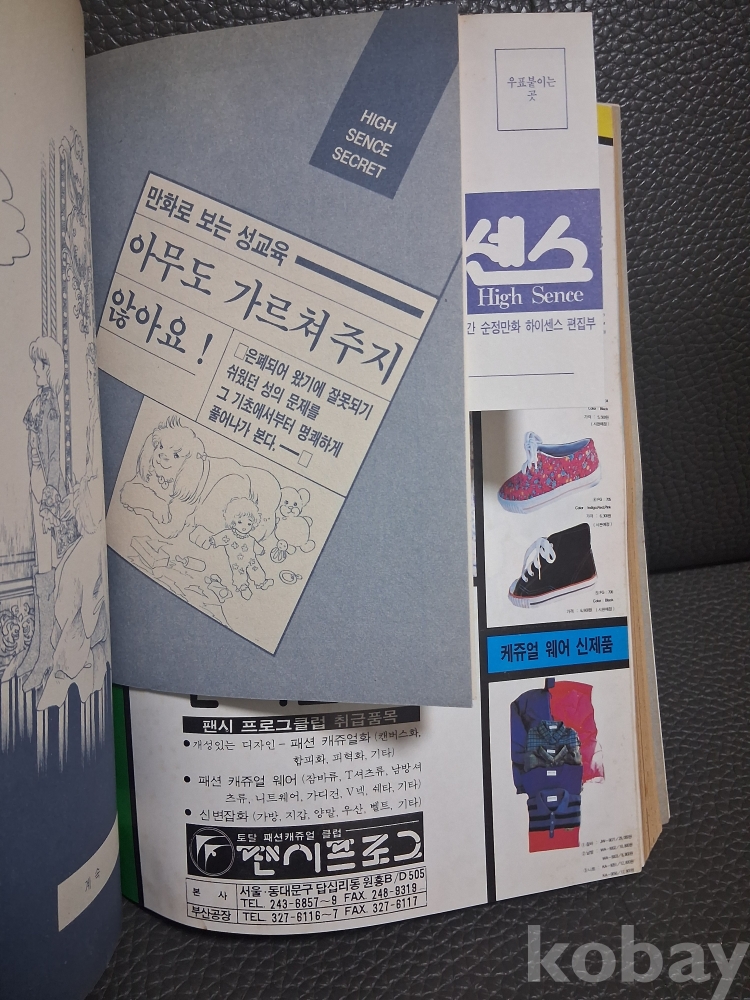 HIGH
SENCE
SECRET
만화로 보는 성교육
아무도 가르쳐 주지
않아요!
은폐되어 왔기에 잘못되기
쉬웠던 성의 문제를
그 기초에서부터 명쾌하게
풀어나가 본다.
계속
우표붙이는
곳
센스
High Sence
간 순정만화 하이센스 편집부
케쥬얼 웨어 신제품
팬시 프로그클럽 취급품목
●개성있는 디자인 - 패션 캐쥬얼화 (캔버스화,
합피화, 피혁화, 기타)
● 패션 캐쥬얼 웨어 (잠바류, T셔츠류, 남방셔
츠류, 니트웨어, 가디건, V넥, 쉐타, 기타)
● 신변잡화 (가방, 지갑, 양말, 우산, 벨트, 기타)
토탈 패션캐쥬얼 클럽
본 사
서울·동대문구 답십리동 원흥B/D505
TEL 243-6857~9 FAX 248-9319
부산공장
TEL 327-6116~7 FAX 327-6117
kobay